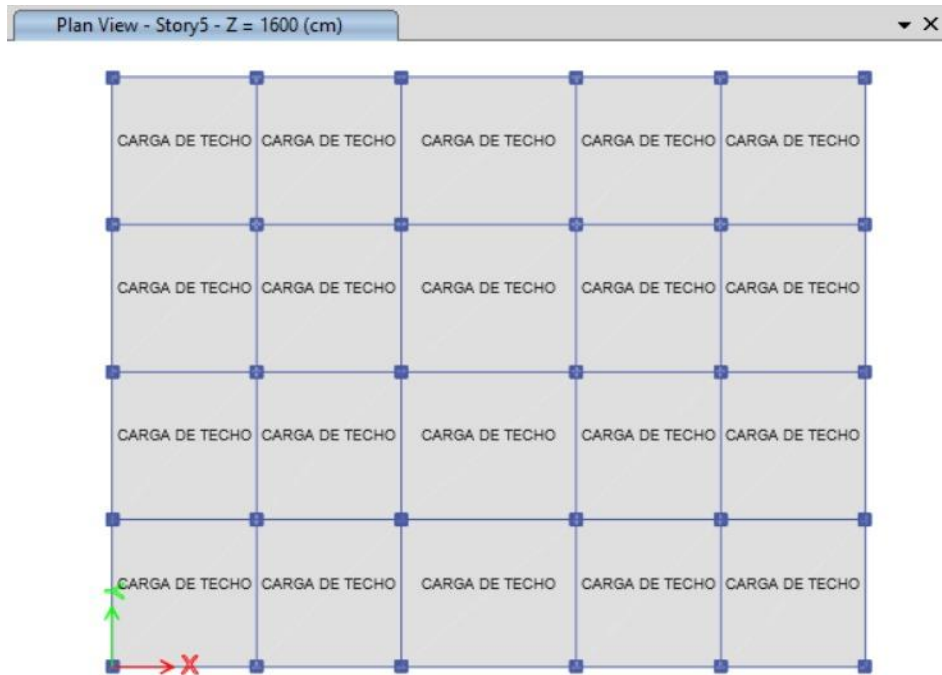 Plan View - Story5 - Z = 1600 (cm)
CARGA DE TECHO CARGA DE TECHO CARGA DE TECHO CARGA DE TECHO CARGA DE TECHO
CARGA DE TECHO CARGA DE TECHO CARGA DE TECHO CARGA DE TECHO CARGA DE TECHO
CARGA DE TECHO CARGA DE TECHO CARGA DE TECHO CARGA DE TECHO CARGA DE TECHO
CARGA DE TECHO CARGA DE TECHO CARGA DE TECHO CARGA DE TECHO CARGA DE TECHO
Y
X